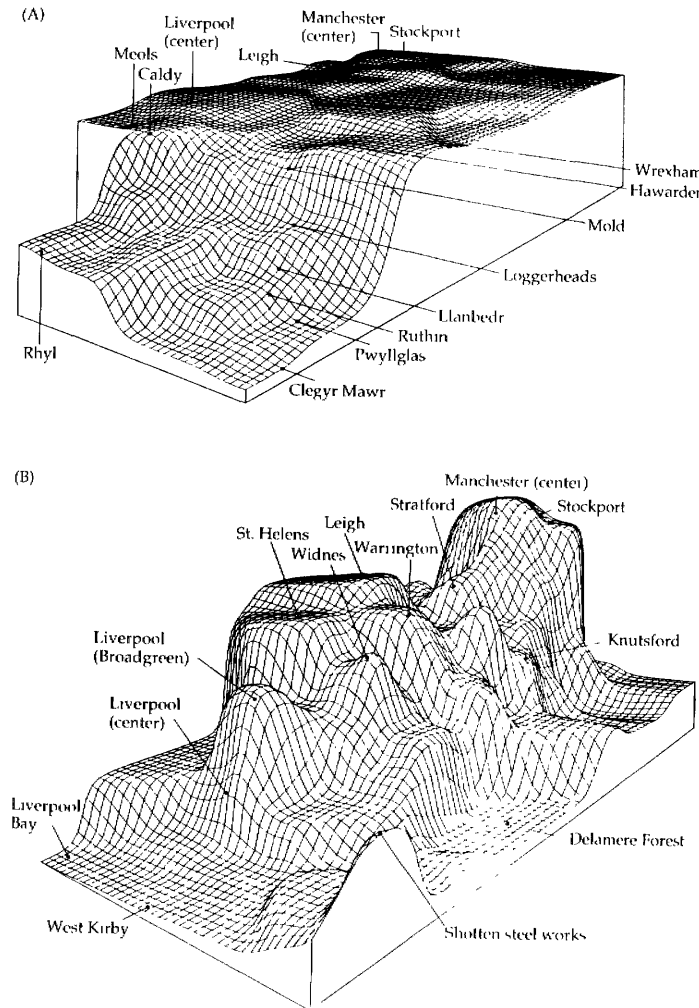 (A)
Liverpool
(center)
Manchester
(center)
Stockport
Meols
Caldy
Leigh
Wrexham
Hawarden
Mold
Loggerheads
Llanbedr
Ruthin
Pwyllglas
Rhyl
Clegyr Mawr
(B)
Manchester (center)
Stratford
Stockport
Leigh
St. Helens
Widnes
Warrington
Knutsford
Liverpool
(Broadgreen)
Liverpool
(center)
Liverpool
Bay
Delamere Forest
West Kirby
Shotten steel works